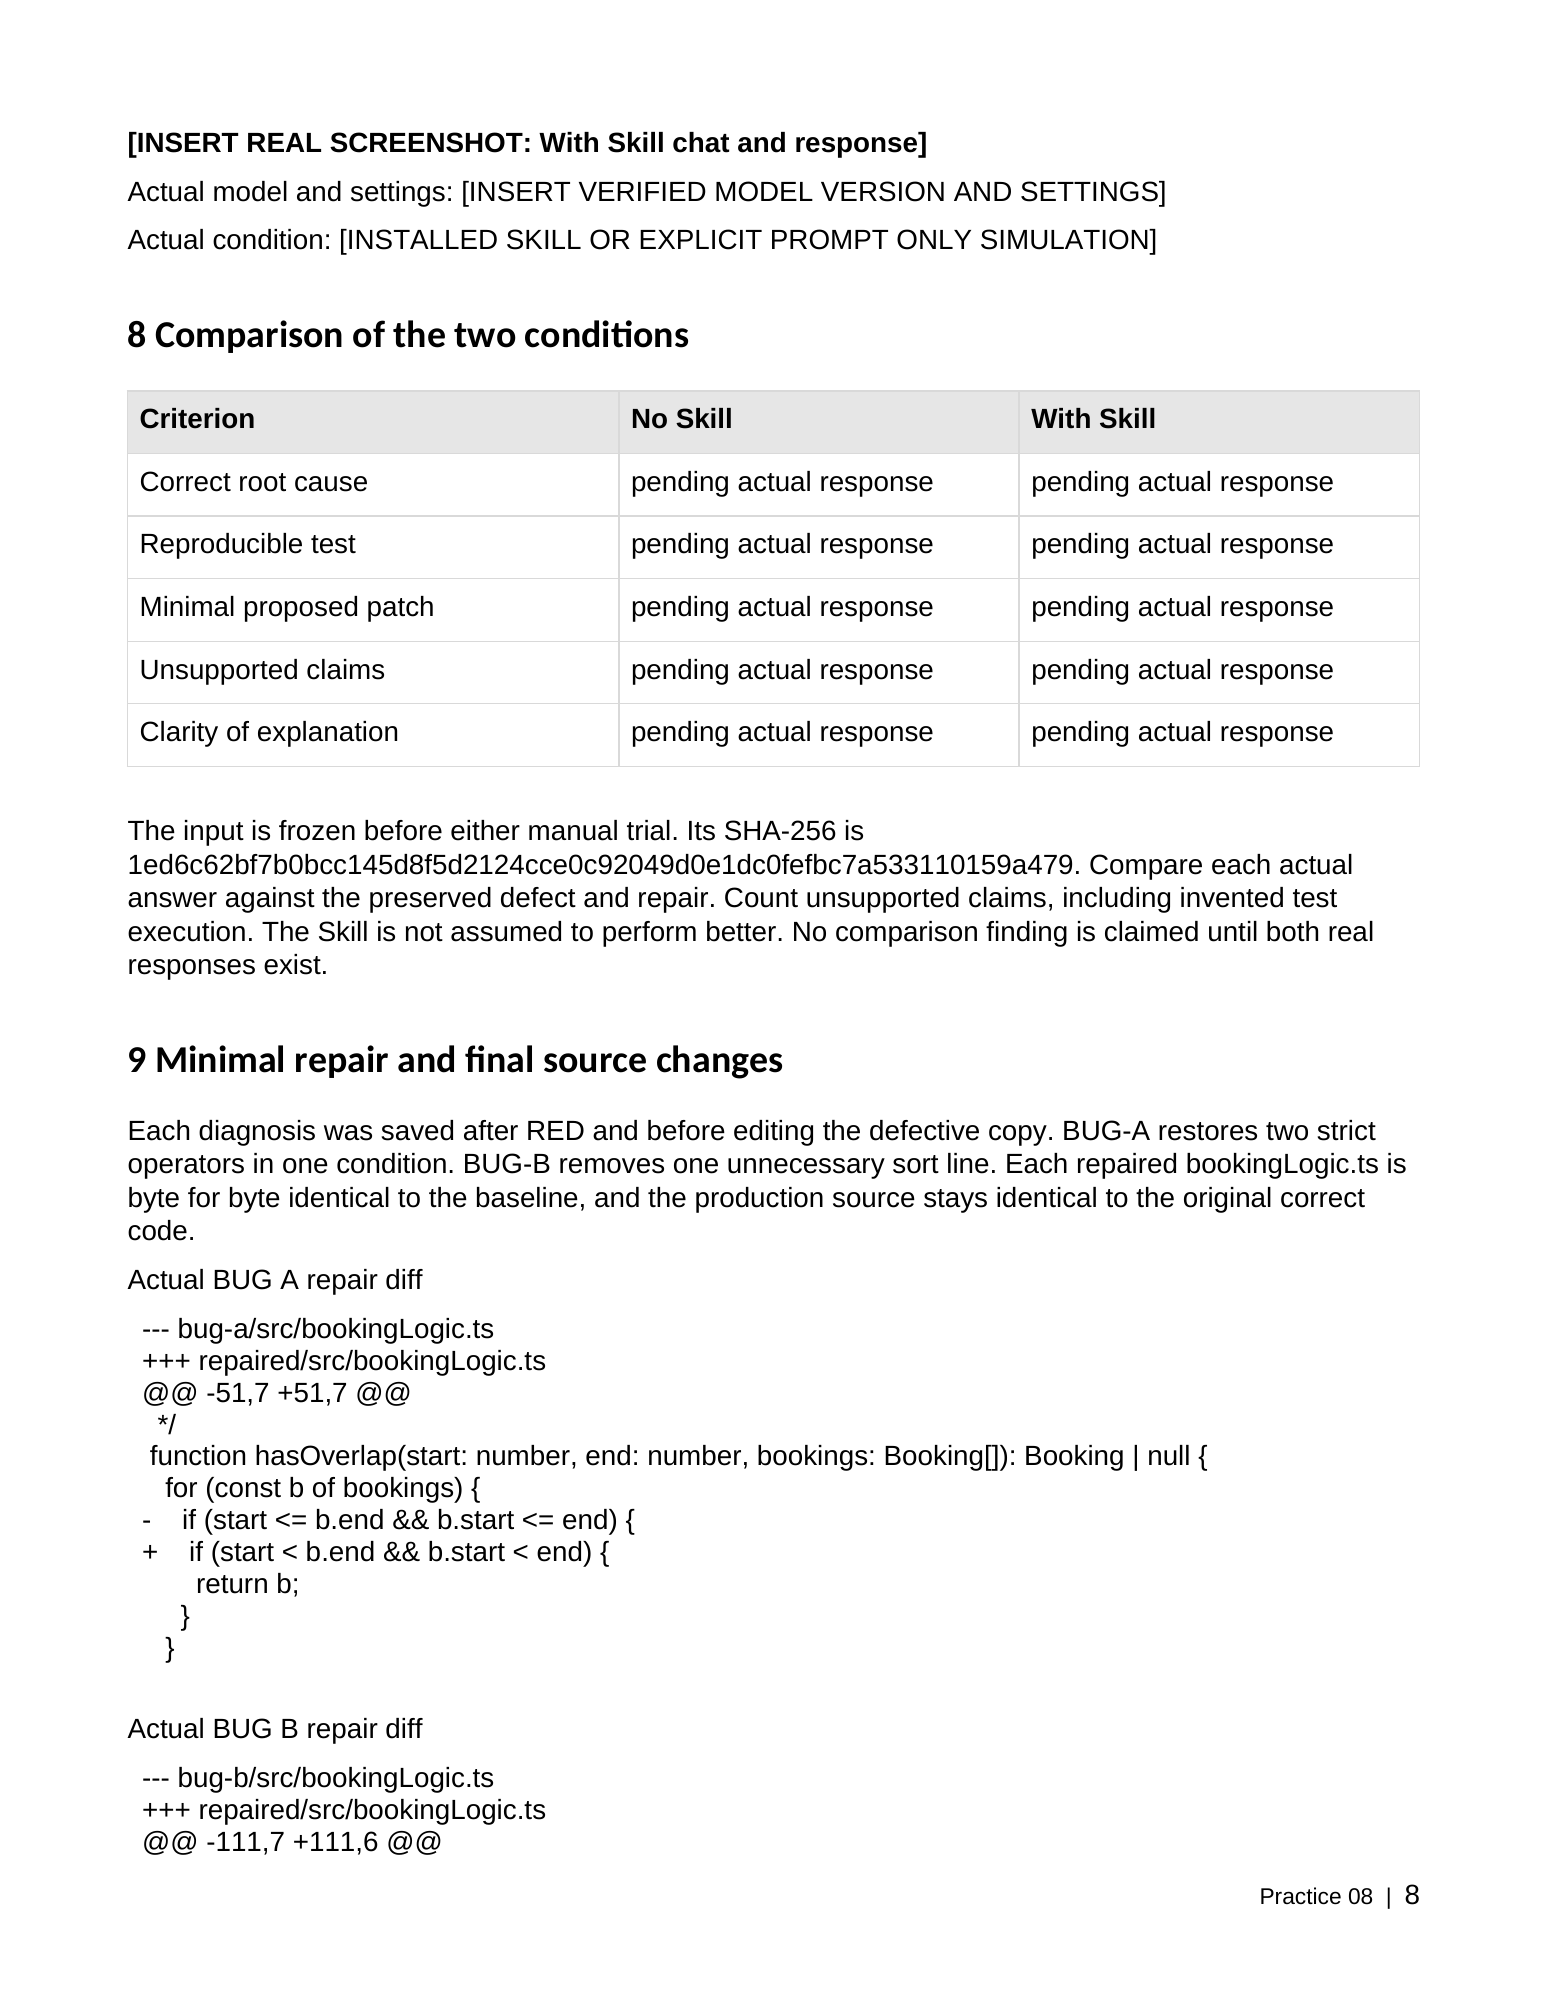 [INSERT REAL SCREENSHOT: With Skill chat and response]
Actual model and settings: [INSERT VERIFIED MODEL VERSION AND SETTINGS]
Actual condition: [INSTALLED SKILL OR EXPLICIT PROMPT ONLY SIMULATION]
8 Comparison of the two conditions
Criterion No Skill With Skill
Correct root cause pending actual response pending actual response
Reproducible test pending actual response pending actual response
Minimal proposed patch pending actual response pending actual response
Unsupported claims pending actual response pending actual response
Clarity of explanation pending actual response pending actual response
The input is frozen before either manual trial. Its SHA-256 is
1ed6c62bf7b0bcc145d8f5d2124cce0c92049d0e1dc0fefbc7a533110159a479. Compare each actual
answer against the preserved defect and repair. Count unsupported claims, including invented test
execution. The Skill is not assumed to perform better. No comparison finding is claimed until both real
responses exist.
9 Minimal repair and final source changes
Each diagnosis was saved after RED and before editing the defective copy. BUG-A restores two strict
operators in one condition. BUG-B removes one unnecessary sort line. Each repaired bookingLogic.ts is
byte for byte identical to the baseline, and the production source stays identical to the original correct
code.
Actual BUG A repair diff
--- bug-a/src/bookingLogic.ts
+++ repaired/src/bookingLogic.ts
@@ -51,7 +51,7 @@
*/
function hasOverlap(start: number, end: number, bookings: Booking[]): Booking | null {
for (const b of bookings) {
- if (start <= b.end && b.start <= end) {
+ if (start < b.end && b.start < end) {
return b;
}
}
Actual BUG B repair diff
--- bug-b/src/bookingLogic.ts
+++ repaired/src/bookingLogic.ts
@@ -111,7 +111,6 @@
Practice 08 | 8